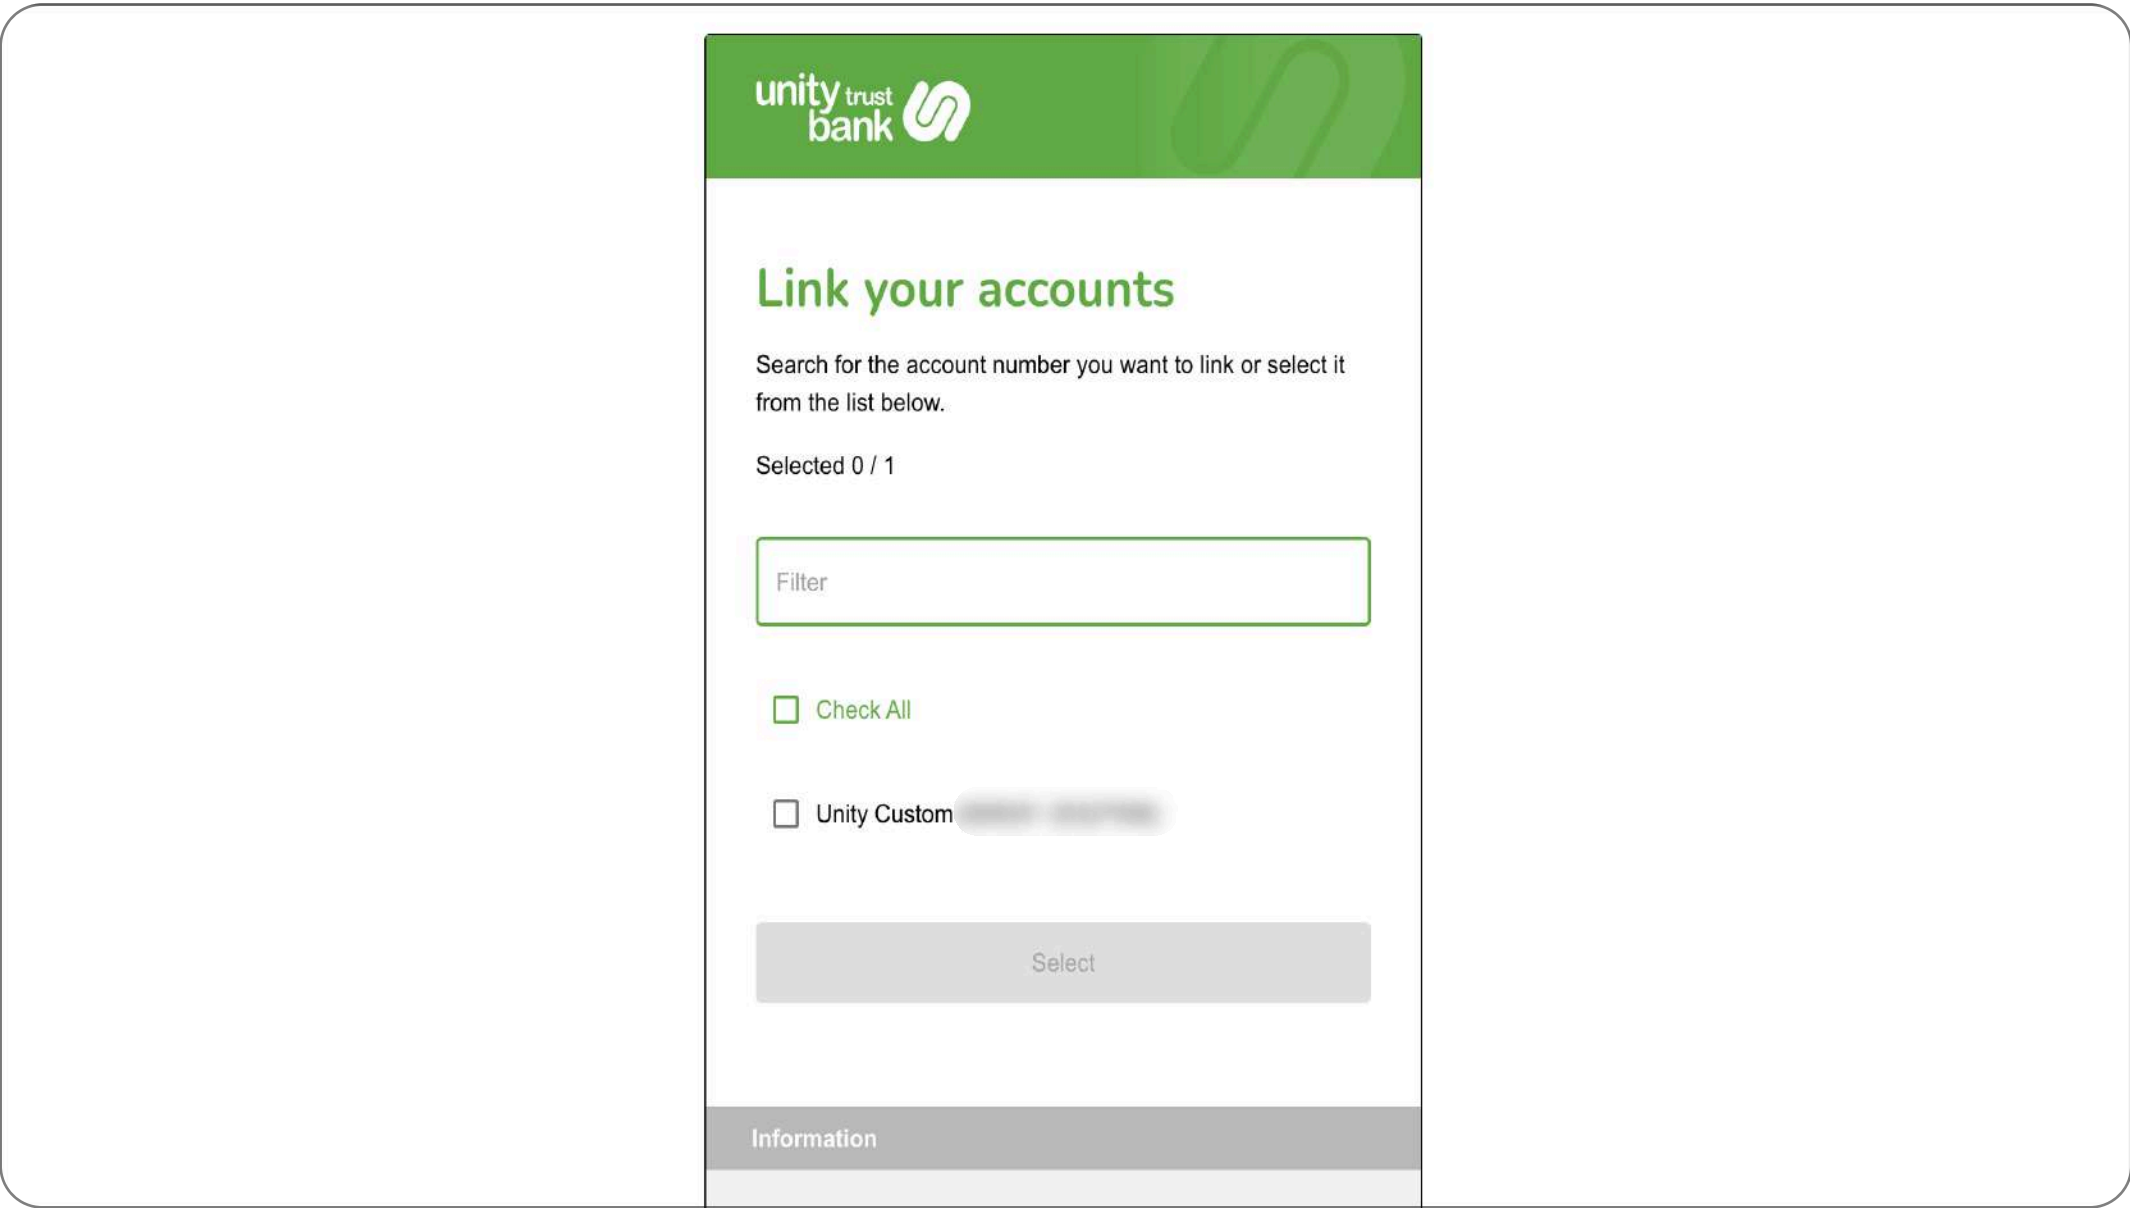 unity trust
bank
Link your accounts
Search for the account number you want to link or select it
from the list below.
Selected 0 / 1
Filter
Check All
Unity Custom
Select
Information